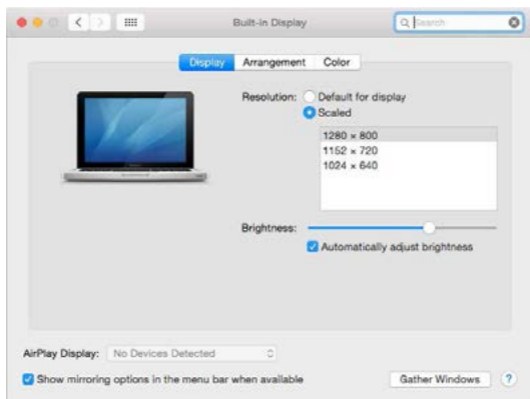 Built-in Display
Search
Display Arrangement Color
Resolution: Default for display
Scaled
1280 × 800
1152 × 720
1024 × 640
Brightness:
Automatically adjust brightness
AirPlay Display: No Devices Detected
Show mirroring options in the menu bar when available
Gather Windows ?